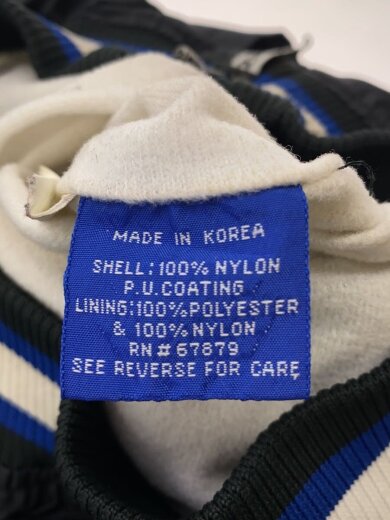 MADE IN KOREA
SHELL: 100% NYLON
P.U. COATING
LINING: 100% POLYESTER
& 100% NYLON
RN# 67879
SEE REVERSE FOR CARE